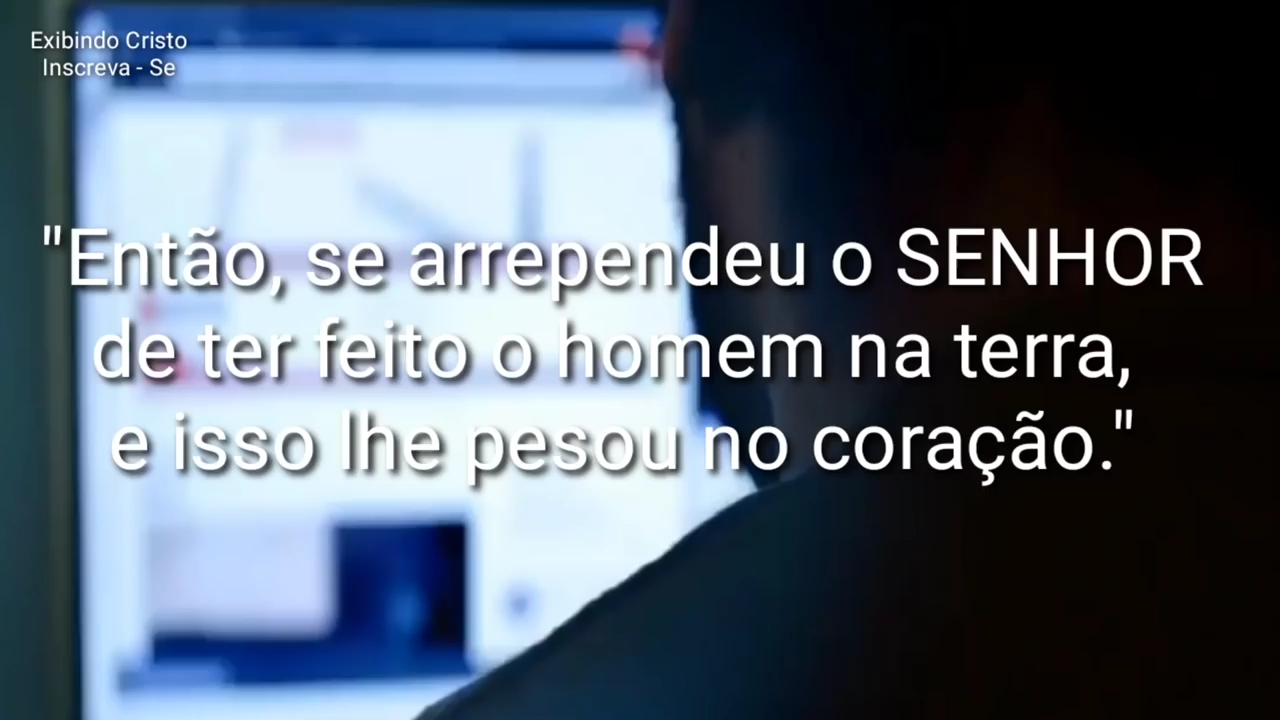 Exibindo Cristo
Inscreva - Se
"Então, se arrependeu o SENHOR
de ter feito o homem na terra,
e isso lhe pesou no coração."